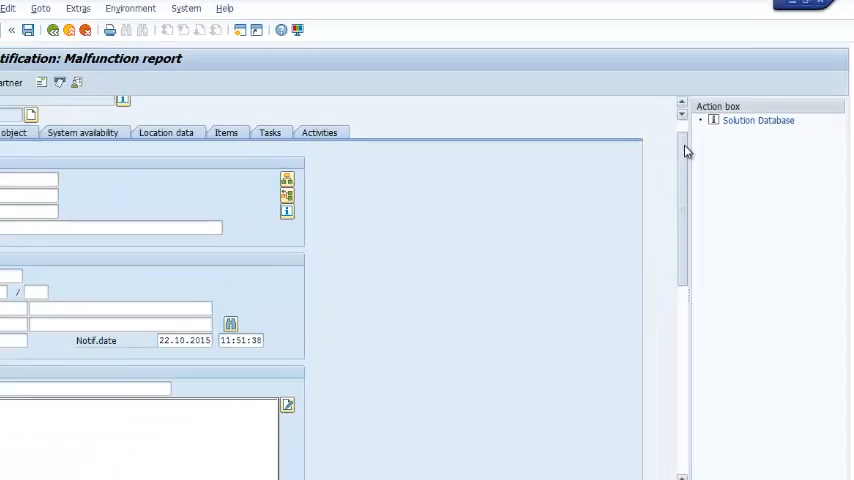 Edit Goto Extras Environment System Help
«
tification: Malfunction report
artner
Action box
• Solution Database
object System availability Location data Items Tasks Activities
/
Notif.date 22.10.2015 11:51:38